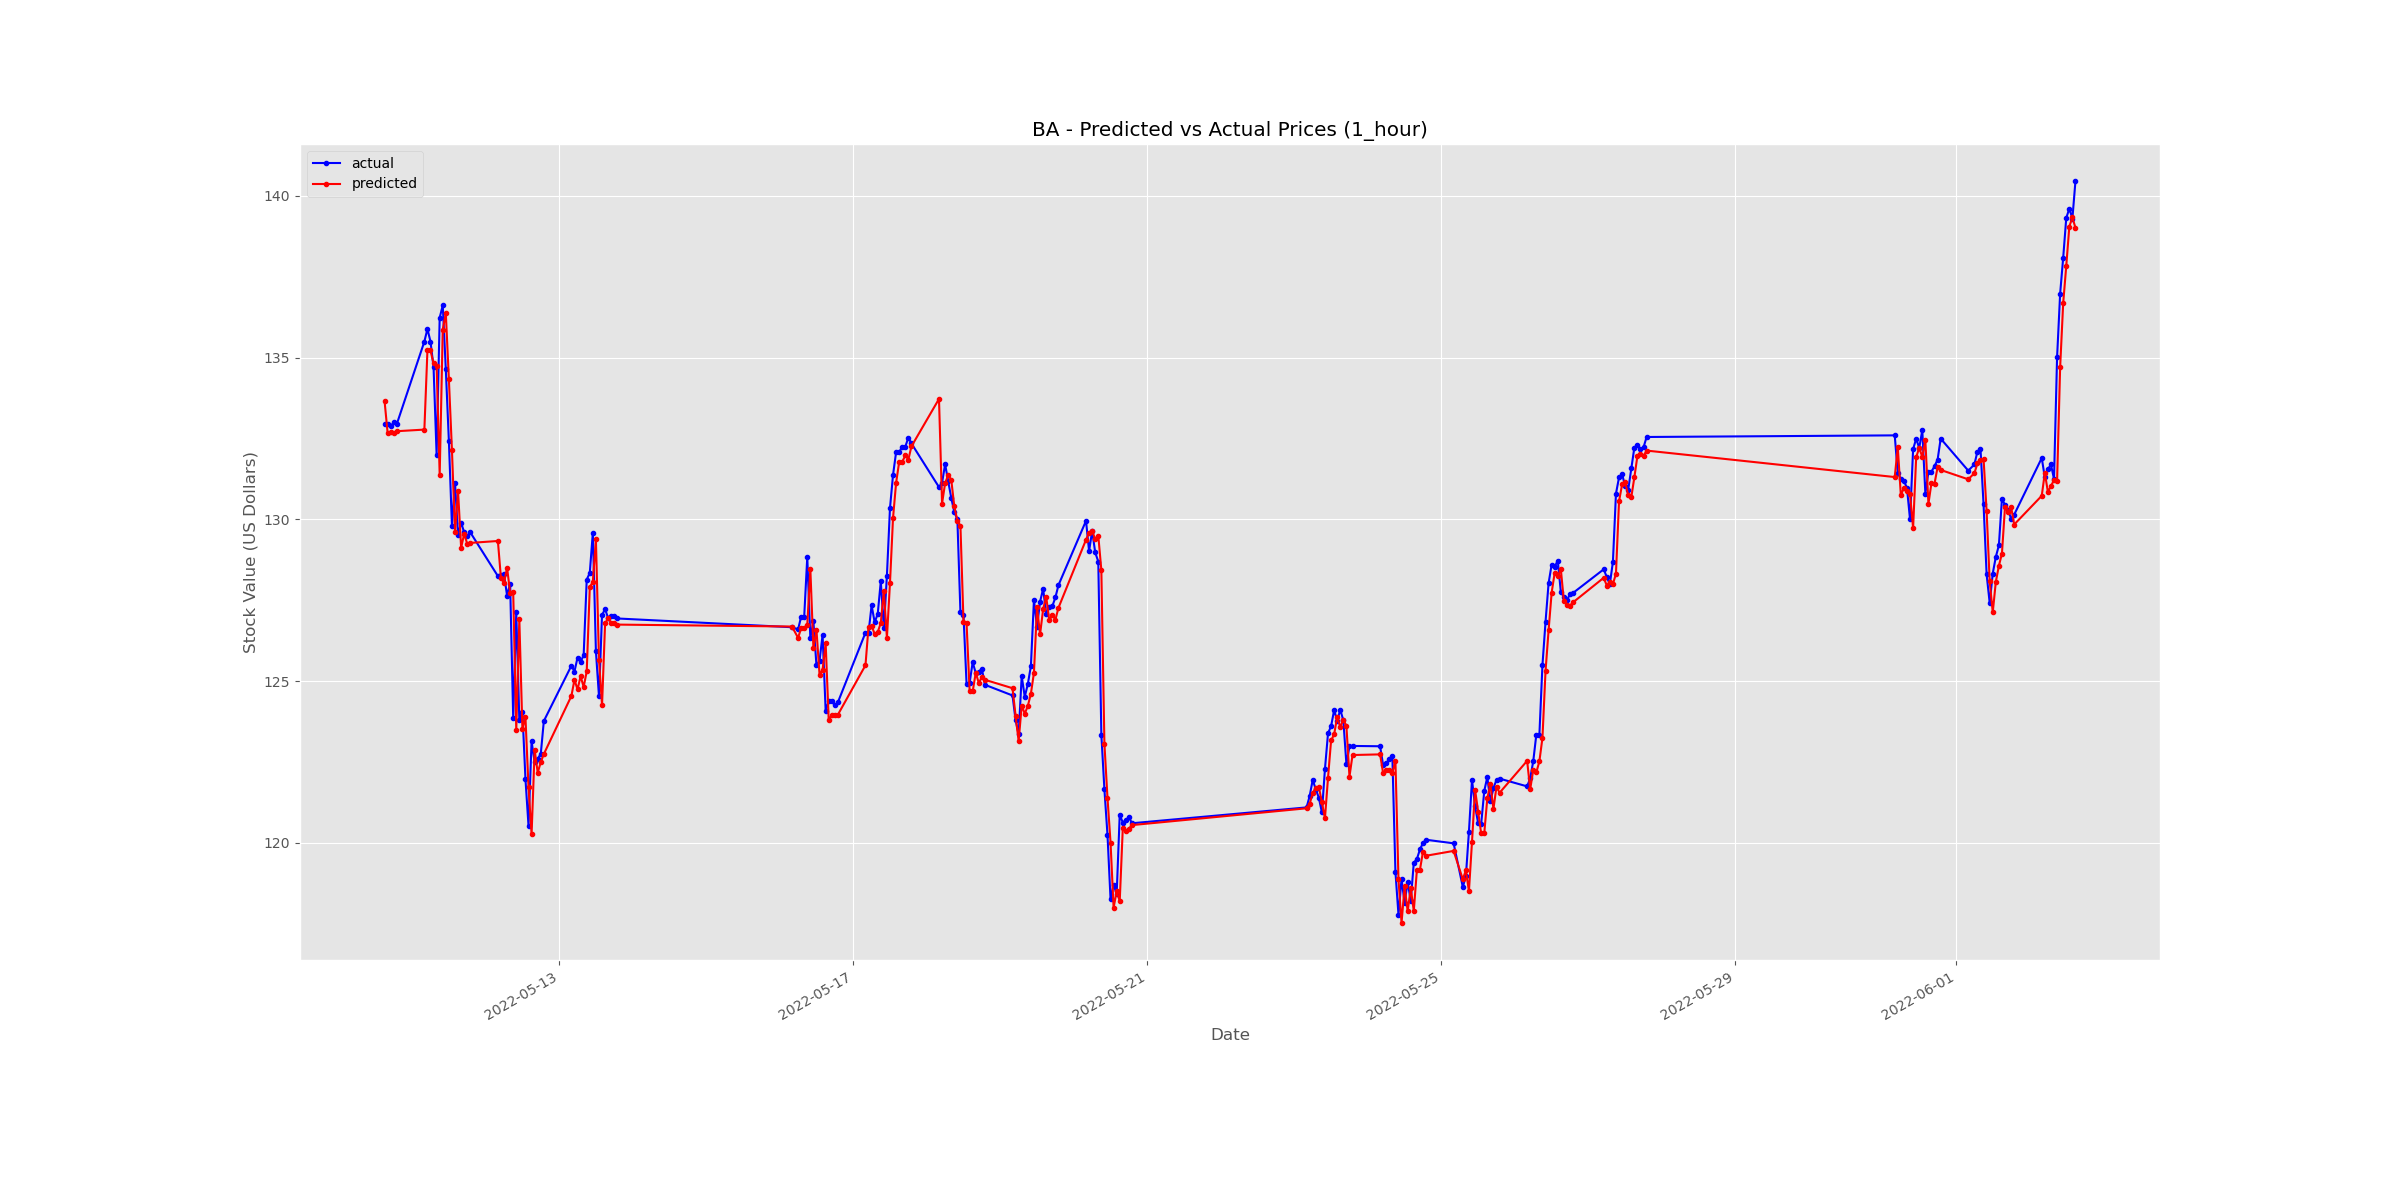 BA - Predicted vs Actual Prices (1_hour)
actual
predicted
140
135
130
125
120
Stock Value (US Dollars)
2022-05-13
2022-05-17
2022-05-21
2022-05-25
2022-05-29
2022-06-01
Date